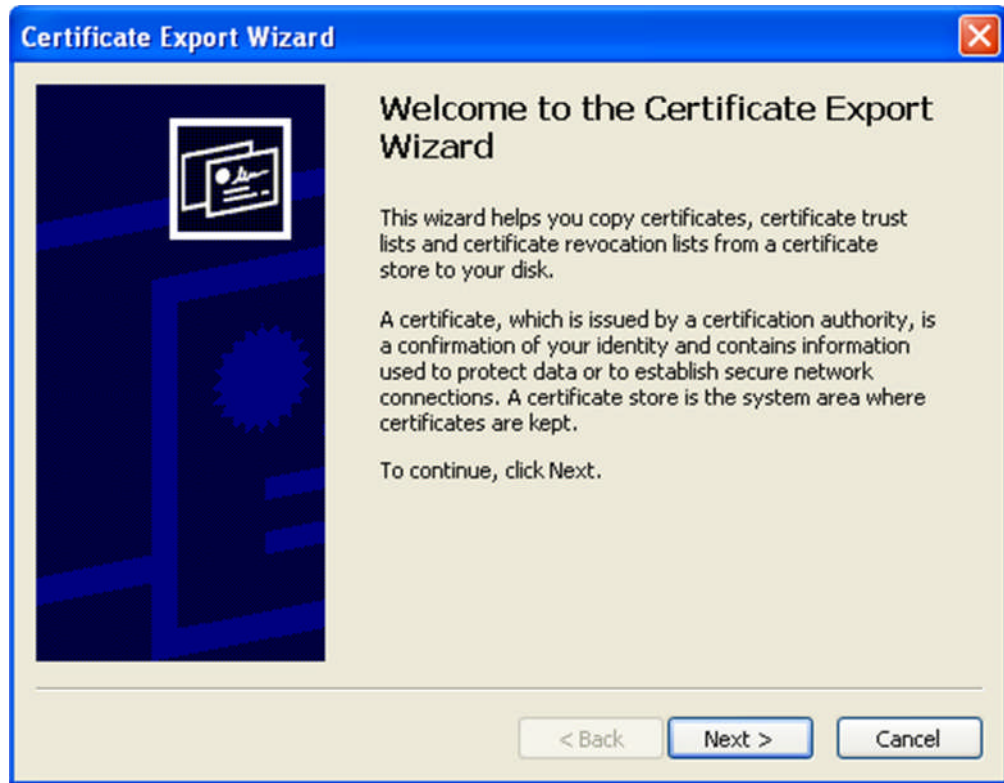 Certificate Export Wizard
Welcome to the Certificate Export
Wizard
This wizard helps you copy certificates, certificate trust
lists and certificate revocation lists from a certificate
store to your disk.
A certificate, which is issued by a certification authority, is
a confirmation of your identity and contains information
used to protect data or to establish secure network
connections. A certificate store is the system area where
certificates are kept.
To continue, click Next.
< Back
Next >
Cancel